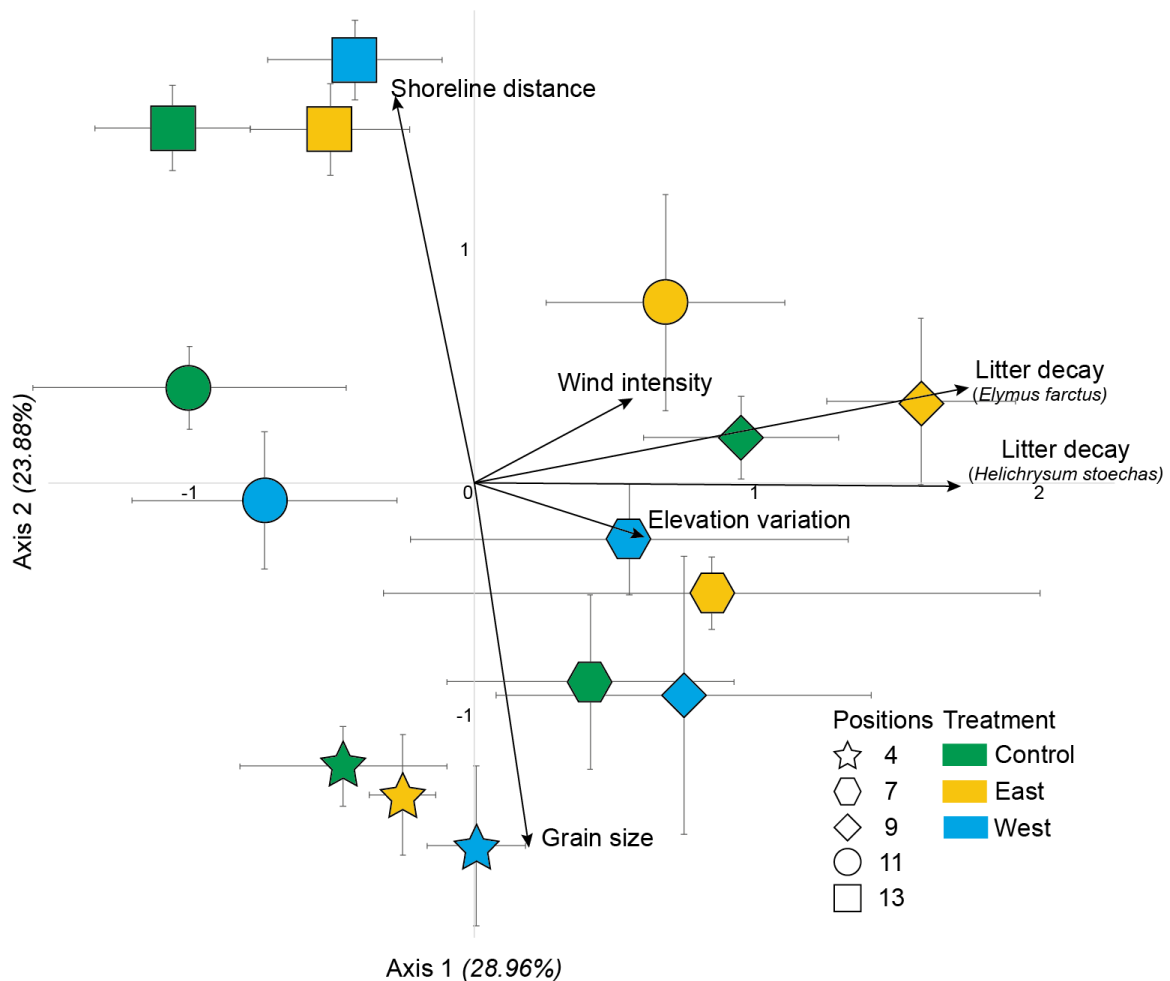 Shoreline distance
1
Wind intensity
Litter decay
(Elymus farctus)
Litter decay
(Helichrysum stoechas)
-1
0
1
2
Elevation variation
Axis 2 (23.88%)
-1
Grain size
Positions
4
7
9
11
13
Treatment
Control
East
West
Axis 1 (28.96%)